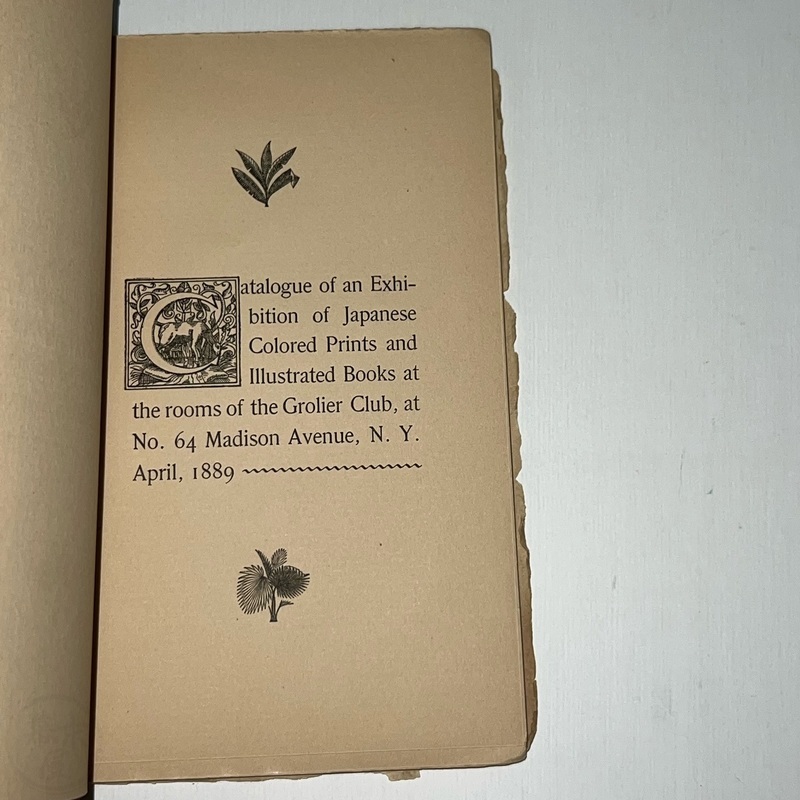 Catalogue of an Exhi-
bition of Japanese
Colored Prints and
Illustrated Books at
the rooms of the Grolier Club, at
No. 64 Madison Avenue, N. Y.
April, 1889